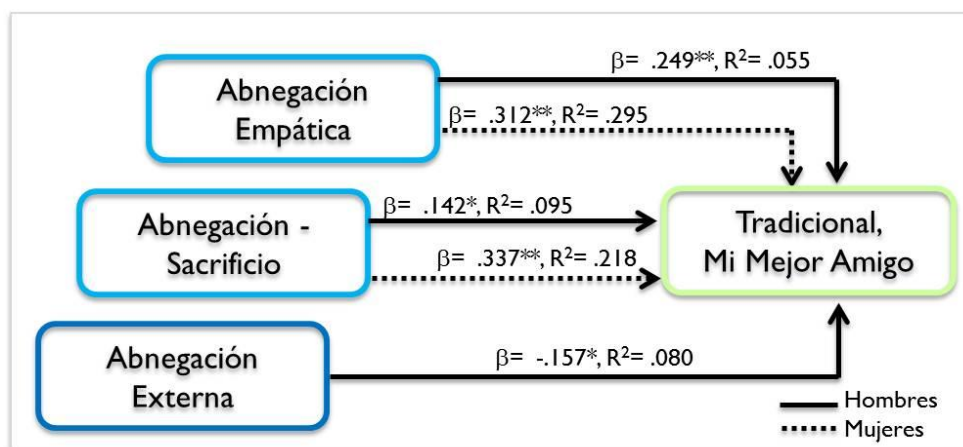 β= .249**, R²= .055
Abnegación
Empática
β= .312**, R²= .295
β= .142*, R²= .095
Abnegación -
Sacrificio
β= .337**, R²= .218
Tradicional,
Mi Mejor Amigo
Abnegación
Externa
β= -.157*, R²= .080
Hombres
Mujeres